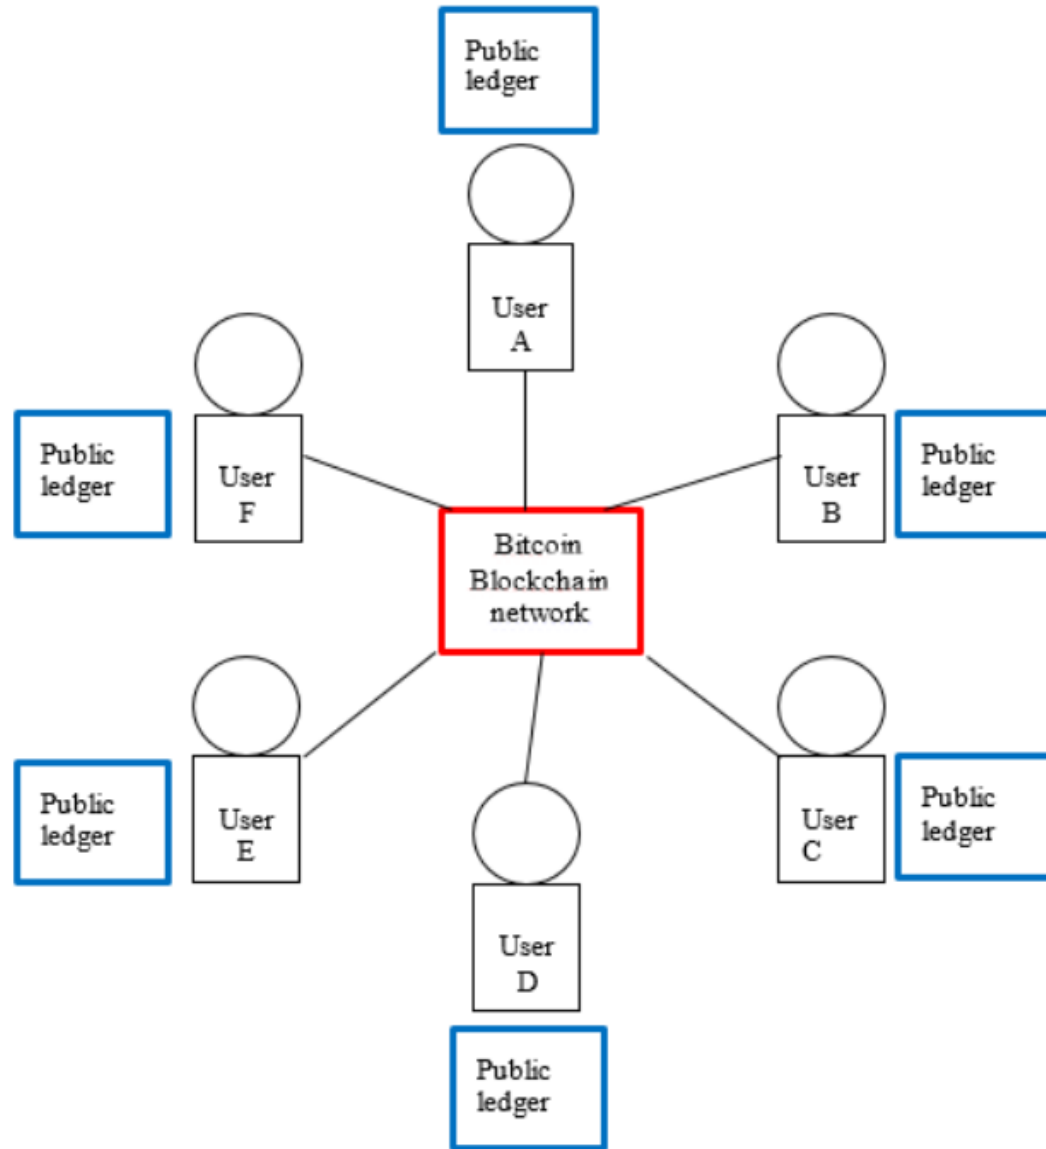 Public
ledger
User
A
User
F
Public
ledger
User
B
Public
ledger
Bitcoin
Blockchain
network
Public
ledger
User
E
User
C
Public
ledger
User
D
Public
ledger